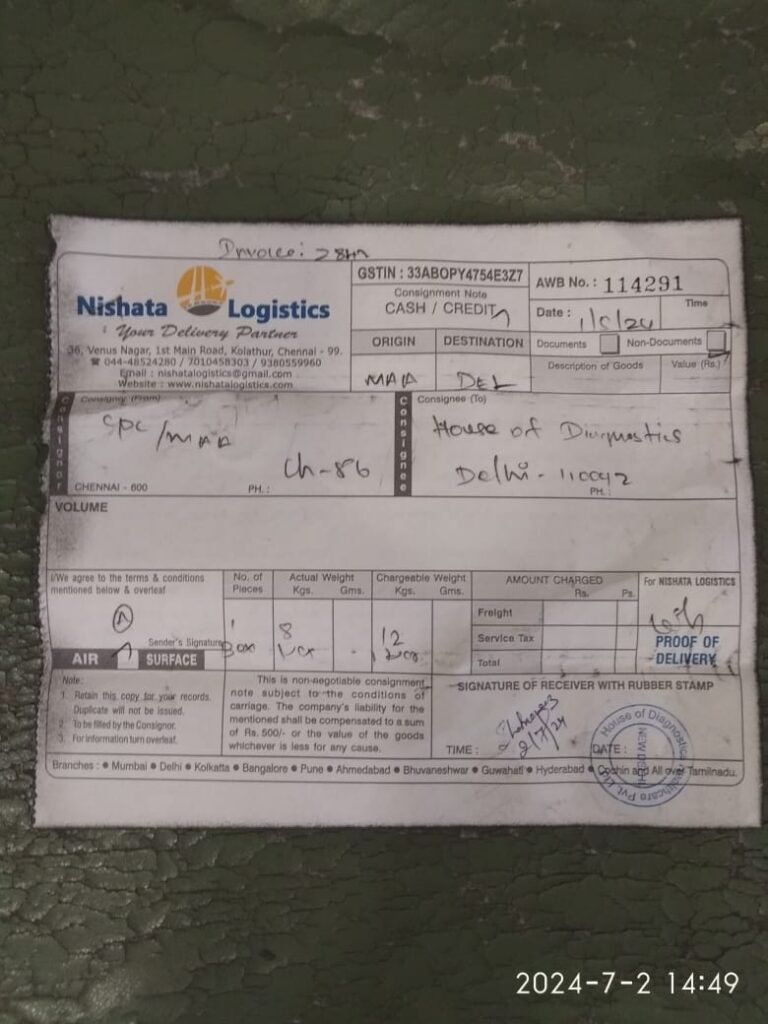 Invoice:
Nishata Logistics
Your Delivery Partner
36, Venus Nagar, 1st Main Road, Kolathur, Chennai - 99.
☎ 044-48524280 / 7010458303 / 9380559960
Email : nishatalogistics@gmail.com
Website : www.nishatalogistics.com
GSTIN : 33ABOPY4754E3Z7
Consignment Note
CASH / CREDIT
AWB No. : 114291
Date :
Time
ORIGIN DESTINATION
MAA DEL
Documents Non-Documents
Description of Goods Value (Rs.)
Consignor
Consignor (From)
CPC/MAA
Ch-86
CHENNAI - 600 PH. :
Consignee
Consignee (To)
House of Diagnostics
Delhi - 110042
PH. :
VOLUME
I/We agree to the terms & conditions
mentioned below & overleaf
Sender's Signature
AIR SURFACE
No. of Pieces
1
Box
Actual Weight
Kgs. Gms.
8
Chargeable Weight
Kgs. Gms.
12
AMOUNT CHARGED
Rs. Ps.
Freight
Service Tax
Total
For NISHATA LOGISTICS
PROOF OF
DELIVERY
Note:
1. Retain this copy for your records.
Duplicate will not be issued.
2. To be filled by the Consignor.
3. For information turn overleaf.
This is non-negotiable consignment
note subject to the conditions of
carriage. The company's liability for the
mentioned shall be compensated to a sum
of Rs. 500/- or the value of the goods
whichever is less for any cause.
SIGNATURE OF RECEIVER WITH RUBBER STAMP
2/7/24
TIME : DATE :
House of Diagnostics Healthcare Pvt. Ltd.
NEW DELHI
Branches : ● Mumbai ● Delhi ● Kolkatta ● Bangalore ● Pune ● Ahmedabad ● Bhuvaneshwar ● Guwahati ● Hyderabad ● Cochin and All over Tamilnadu.
2024-7-2 14:49